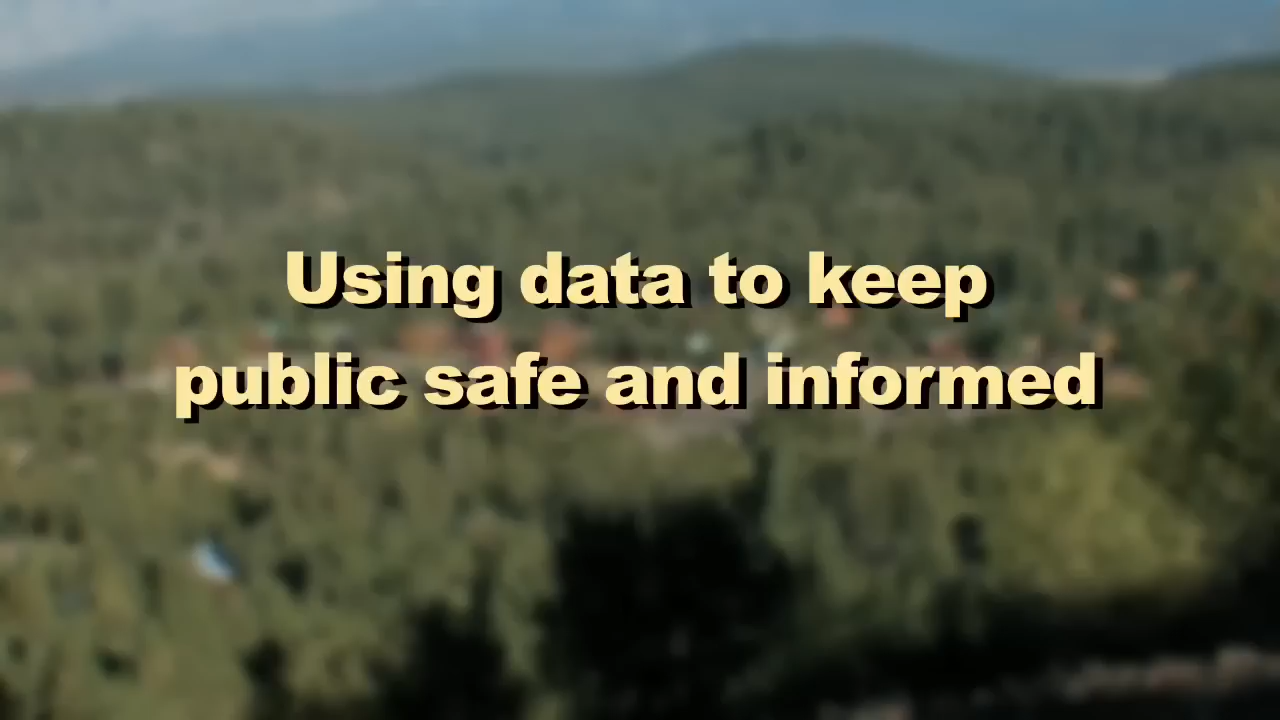 Using data to keep
public safe and informed